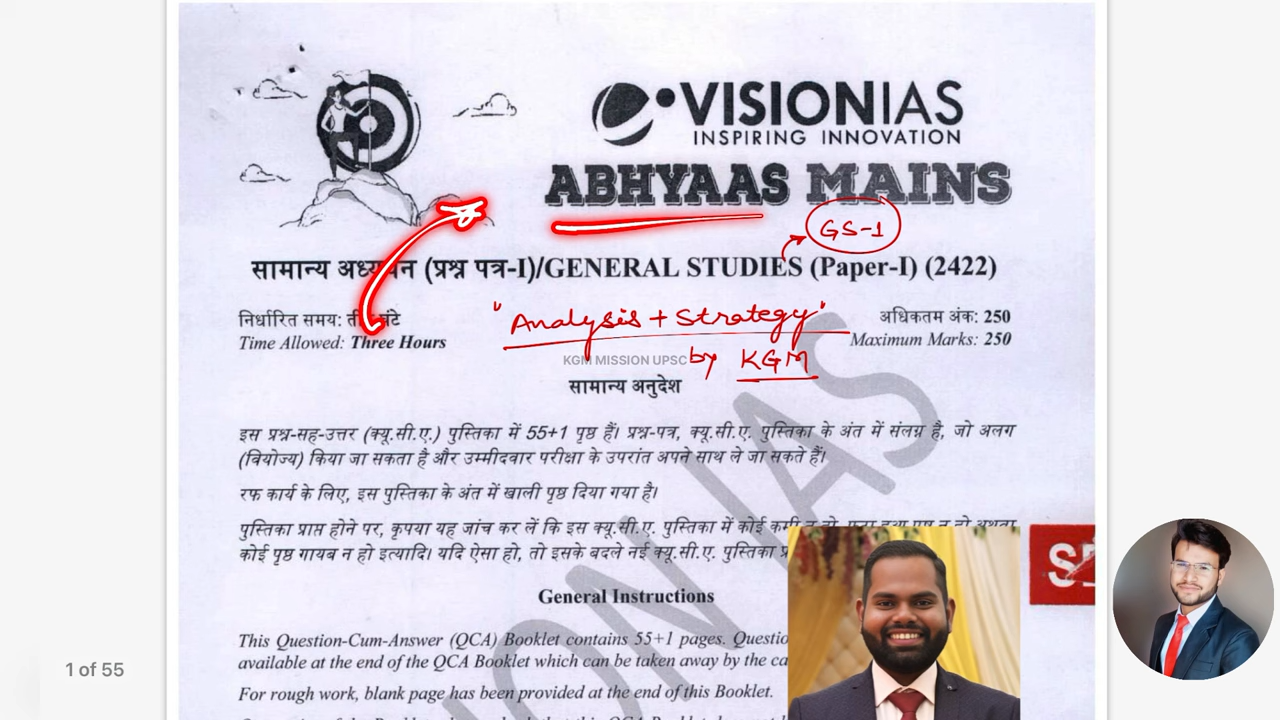 VISIONIAS
INSPIRING INNOVATION
ABHYAAS MAINS
GS-1
सामान्य अध्ययन (प्रश्न पत्र-I)/GENERAL STUDIES (Paper-I) (2422)
निर्धारित समय: तीन घंटे
"Analysis + Strategy"
अधिकतम अंक: 250
Time Allowed: Three Hours
Maximum Marks: 250
KGM MISSION UPSC
by KGM
सामान्य अनुदेश
इस प्रश्न-सह-उत्तर (क्यू.सी.ए.) पुस्तिका में 55+1 पृष्ठ हैं। प्रश्न-पत्र, क्यू.सी.ए. पुस्तिका के अंत में संलग्न है, जो अलग
(वियोज्य) किया जा सकता है और उम्मीदवार परीक्षा के उपरांत अपने साथ ले जा सकते हैं।
रफ कार्य के लिए, इस पुस्तिका के अंत में खाली पृष्ठ दिया गया है।
पुस्तिका प्राप्त होने पर, कृपया यह जांच कर लें कि इस क्यू.सी.ए. पुस्तिका में कोई कमी
कोई पृष्ठ गायब न हो इत्यादि। यदि ऐसा हो, तो इसके बदले नई क्यू.सी.ए. पुस्तिका
General Instructions
This Question-Cum-Answer (QCA) Booklet contains 55+1 pages. Questio
available at the end of the QCA Booklet which can be taken away by the ca
For rough work, blank page has been provided at the end of this Booklet.
1 of 55